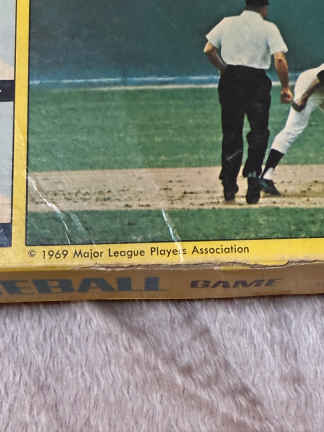 © 1969 Major League Players Association
EBALL GAME